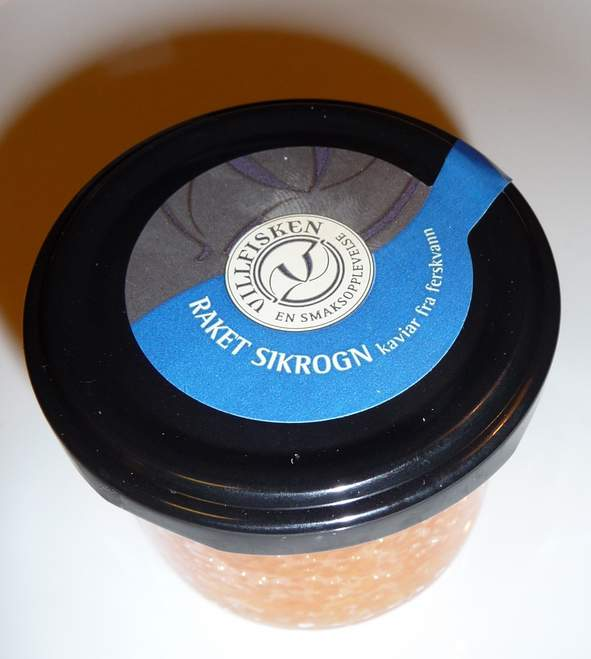 VILLFISKEN
EN SMAKSOPPLEVELSE
RAKET SIKROGN kaviar fra ferskvann